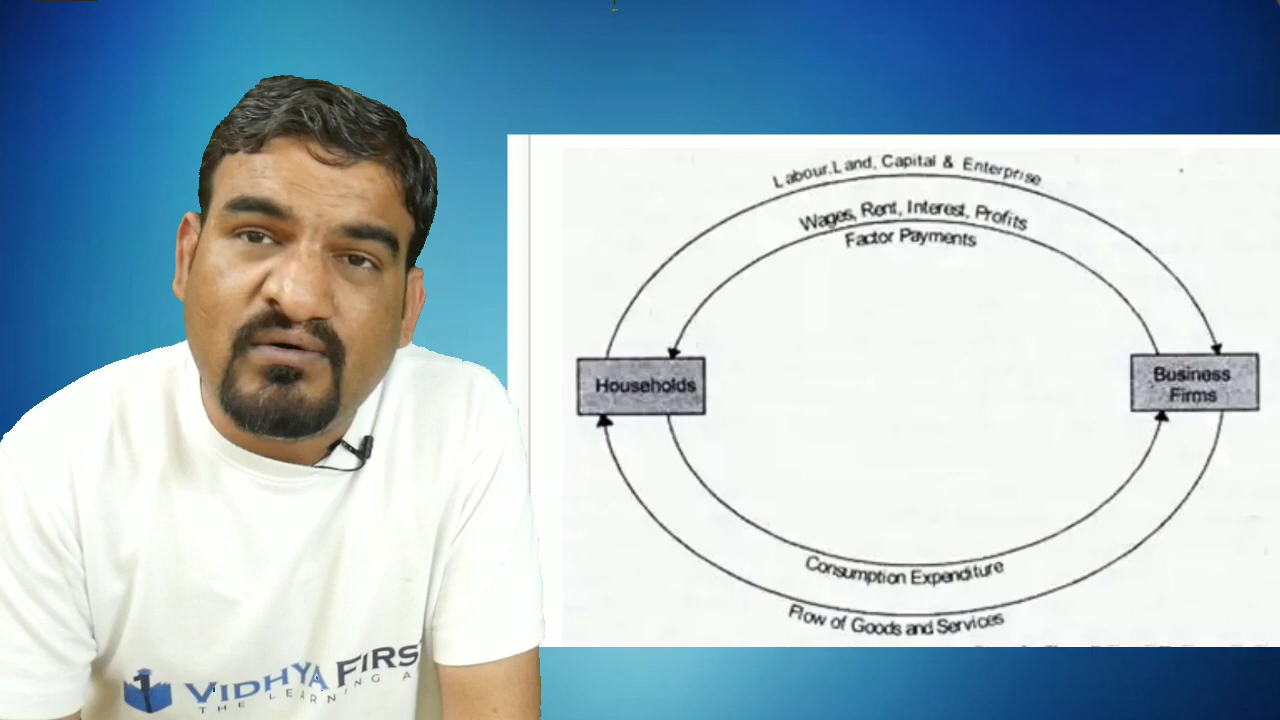 Labour, Land, Capital & Enterprise
Wages, Rent, Interest, Profits
Factor Payments
Households
Business
Firms
Consumption Expenditure
Flow of Goods and Services
VIDHYA FIRST
THE LEARNING A